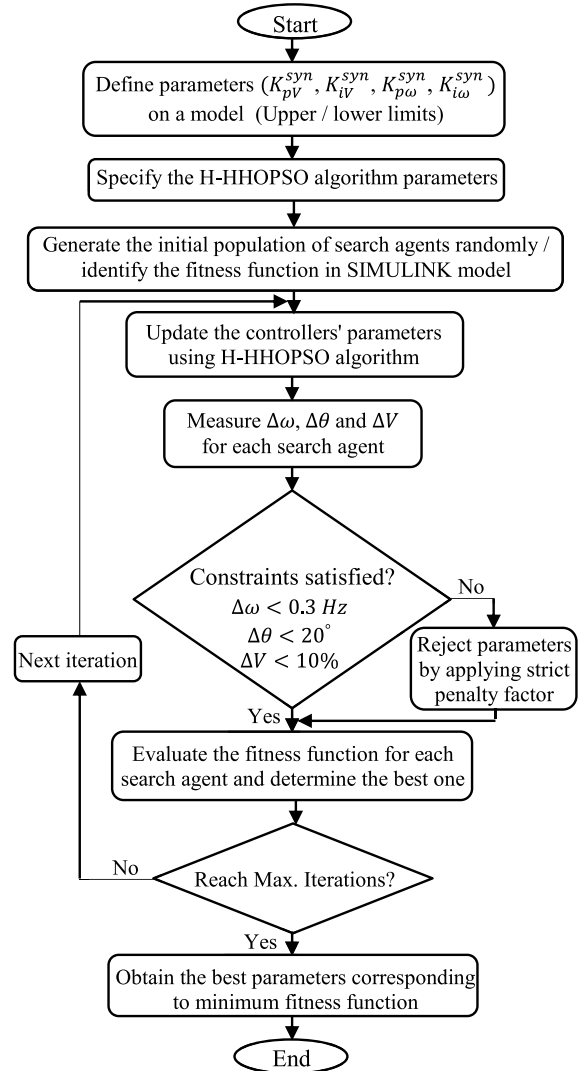 Start
Define parameters (K_{pV}^{syn}, K_{iV}^{syn}, K_{pω}^{syn}, K_{iω}^{syn})
on a model (Upper / lower limits)
Specify the H-HHOPSO algorithm parameters
Generate the initial population of search agents randomly /
identify the fitness function in SIMULINK model
Update the controllers' parameters
using H-HHOPSO algorithm
Measure Δω, Δθ and ΔV
for each search agent
Constraints satisfied?
Δω < 0.3 Hz
Δθ < 20°
ΔV < 10%
No
Reject parameters
by applying strict
penalty factor
Next iteration
Yes
Evaluate the fitness function for each
search agent and determine the best one
No
Reach Max. Iterations?
Yes
Obtain the best parameters corresponding
to minimum fitness function
End